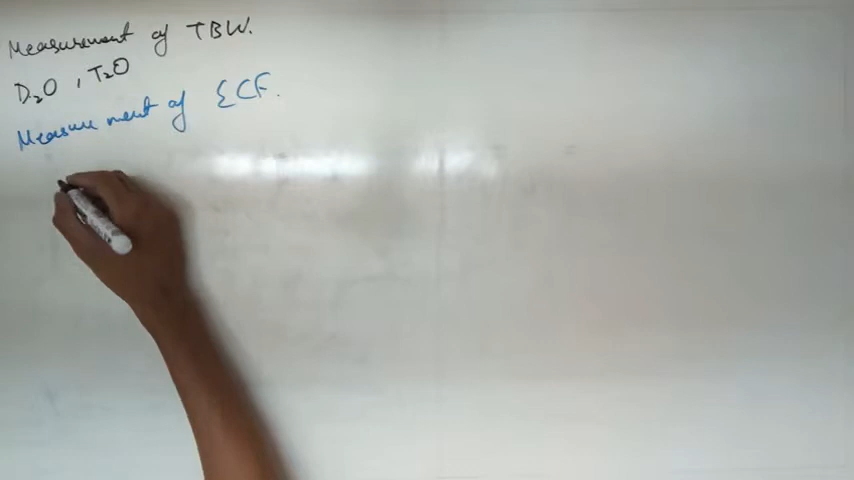 Measurement of TBW.
D₂O, T₂O
Measurement of ECF.